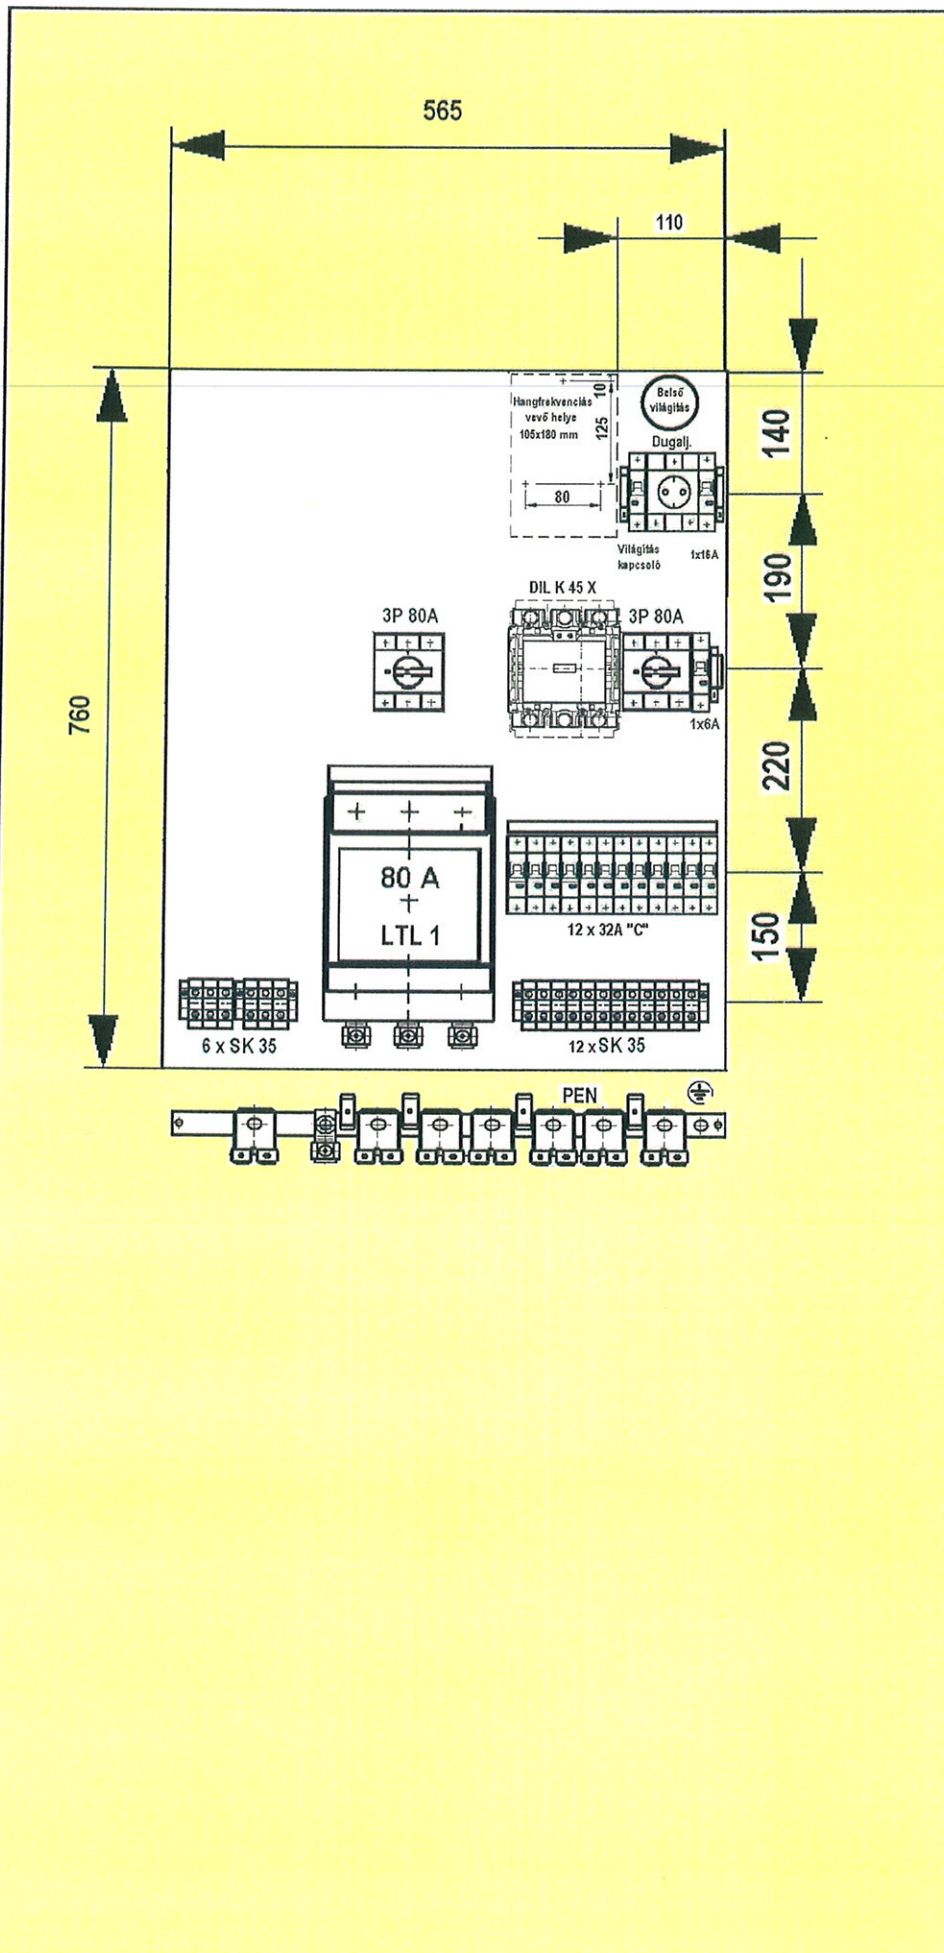 565
110
Hangfrekvenciás
vevő helye
105x180 mm
10
125
80
Belső
világítás
Dugalj.
140
Világítás
kapcsoló
1x16A
190
DIL K 45 X
3P 80A
3P 80A
1x6A
760
220
80 A
LTL 1
12 x 32A "C"
150
6 x SK 35
12 x SK 35
PEN